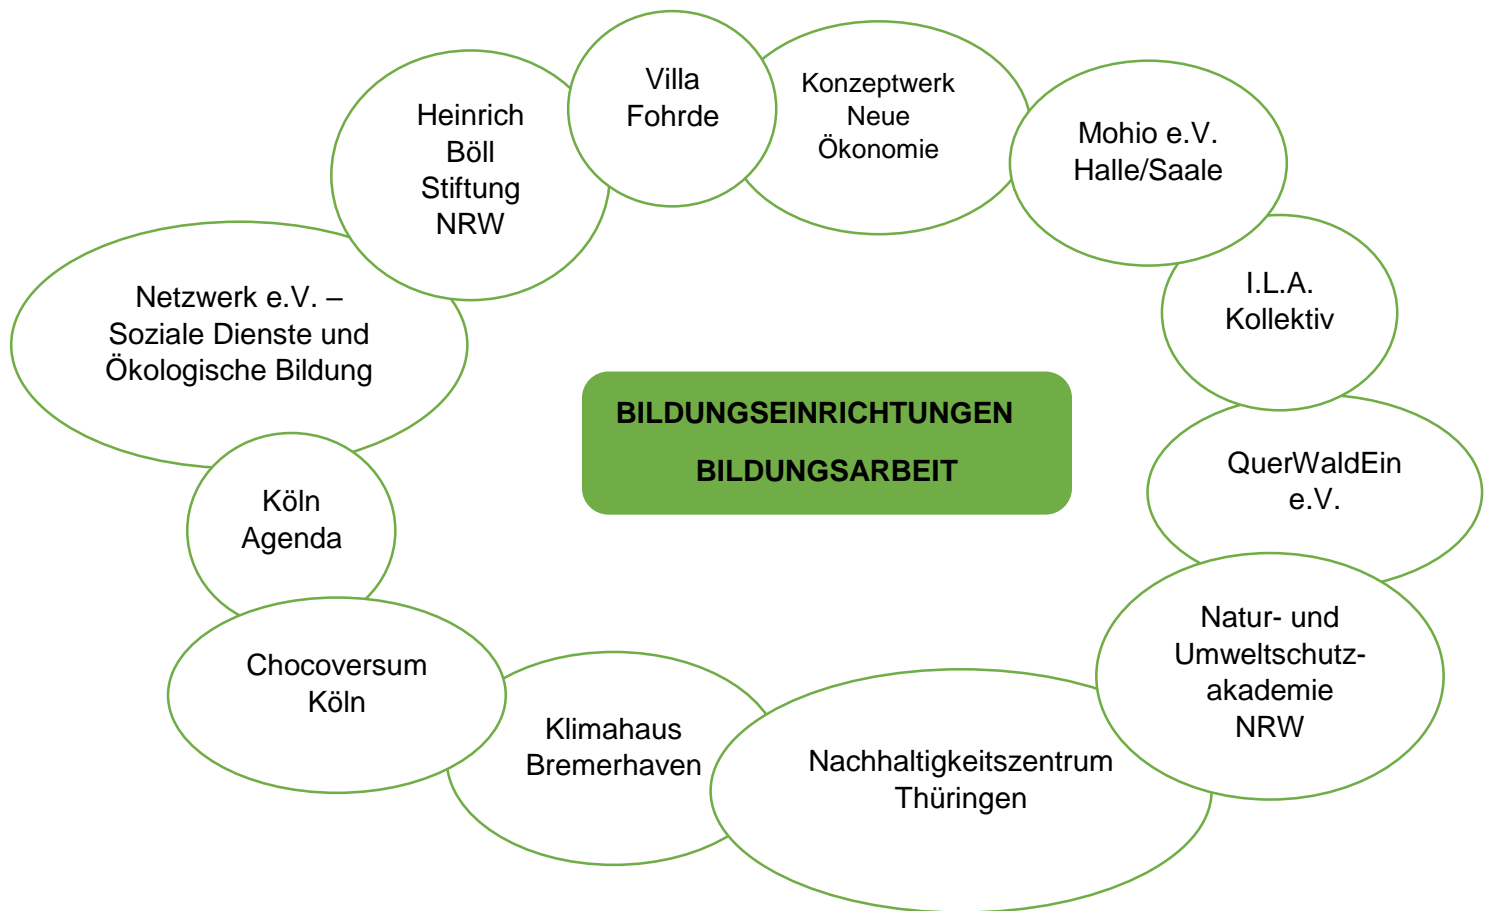 Villa
Fohrde
Konzeptwerk
Neue
Ökonomie
Mohio e.V.
Halle/Saale
I.L.A.
Kollektiv
QuerWaldEin
e.V.
Natur- und
Umweltschutz-
akademie
NRW
Nachhaltigkeitszentrum
Thüringen
Klimahaus
Bremerhaven
Chocoversum
Köln
Köln
Agenda
Netzwerk e.V. –
Soziale Dienste und
Ökologische Bildung
Heinrich
Böll
Stiftung
NRW
BILDUNGSEINRICHTUNGEN
BILDUNGSARBEIT